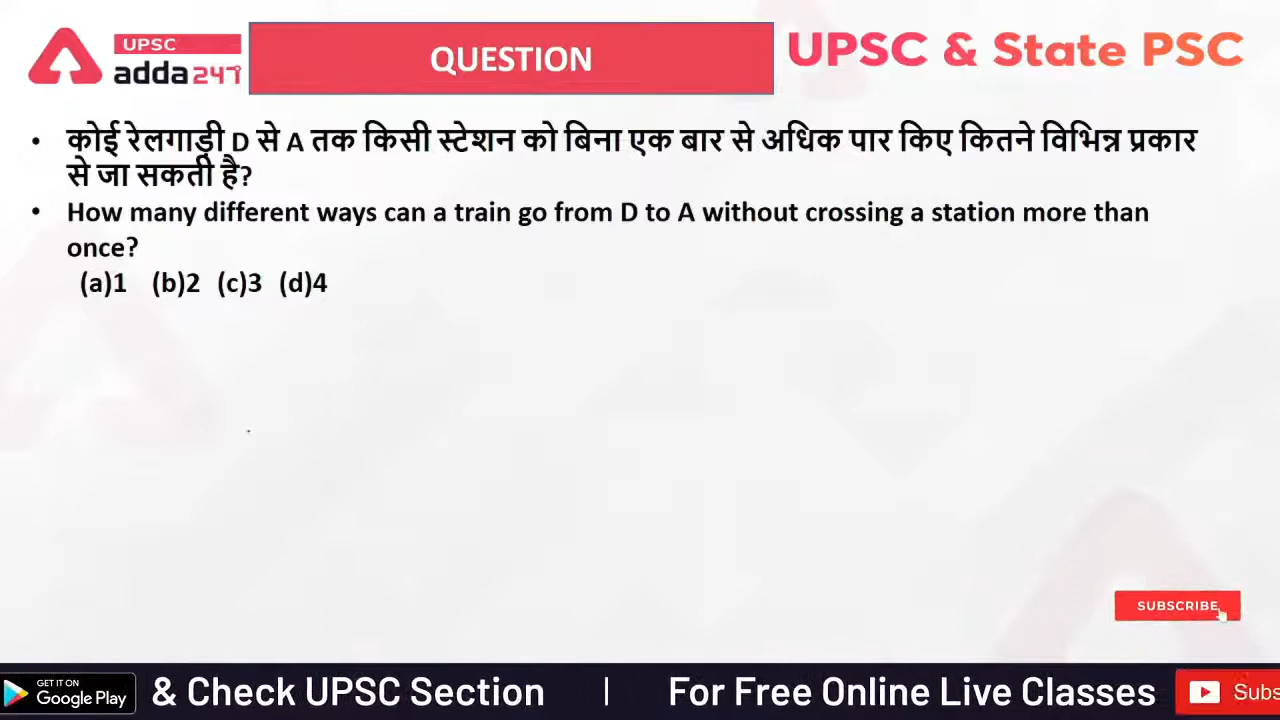 UPSC
adda247
QUESTION
UPSC & State PSC
• कोई रेलगाड़ी D से A तक किसी स्टेशन को बिना एक बार से अधिक पार किए कितने विभिन्न प्रकार
से जा सकती है?
• How many different ways can a train go from D to A without crossing a station more than
once?
(a)1 (b)2 (c)3 (d)4
SUBSCRIBE
GET IT ON
Google Play
& Check UPSC Section | For Free Online Live Classes
Subs